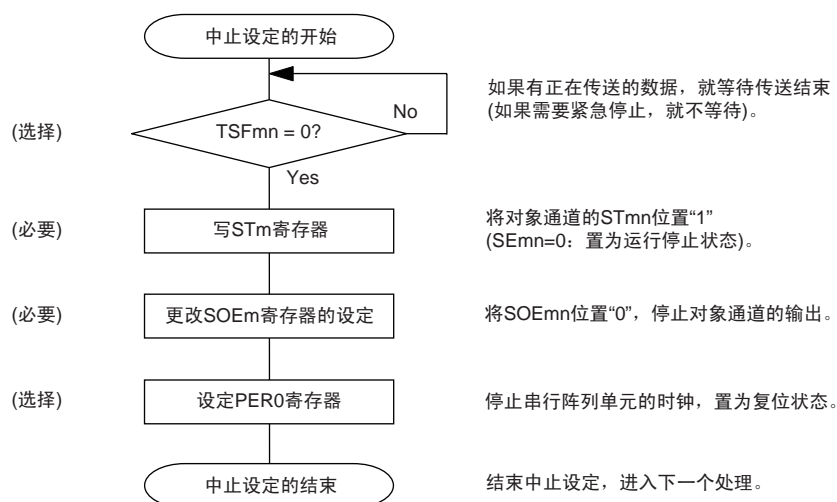 中止设定的开始
如果有正在传送的数据，就等待传送结束
(如果需要紧急停止，就不等待)。
No
(选择)
TSFmn = 0?
Yes
(必要)
写STm寄存器
将对象通道的STmn位置“1”
(SEmn=0：置为运行停止状态)。
(必要)
更改SOEm寄存器的设定
将SOEmn位置“0”，停止对象通道的输出。
(选择)
设定PER0寄存器
停止串行阵列单元的时钟，置为复位状态。
中止设定的结束
结束中止设定，进入下一个处理。